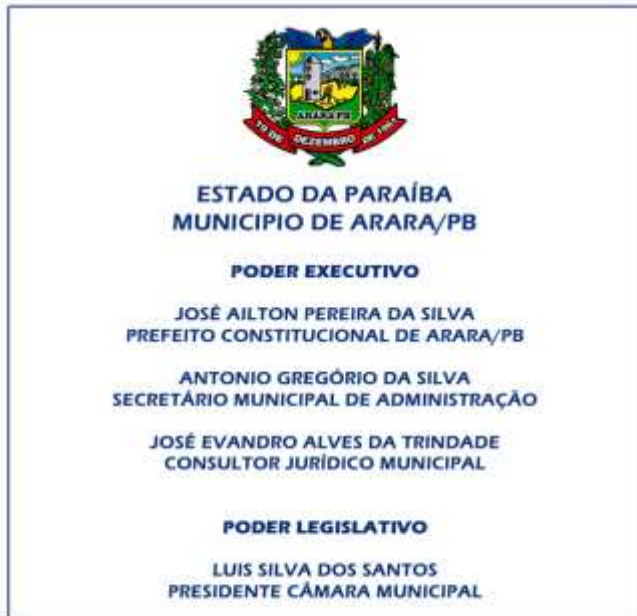 ARARA PB
19 DE DEZEMBRO DE 1961
ESTADO DA PARAÍBA
MUNICIPIO DE ARARA/PB
PODER EXECUTIVO
JOSÉ AILTON PEREIRA DA SILVA
PREFEITO CONSTITUCIONAL DE ARARA/PB
ANTONIO GREGÓRIO DA SILVA
SECRETÁRIO MUNICIPAL DE ADMINISTRAÇÃO
JOSÉ EVANDRO ALVES DA TRINDADE
CONSULTOR JURÍDICO MUNICIPAL
PODER LEGISLATIVO
LUIS SILVA DOS SANTOS
PRESIDENTE CÂMARA MUNICIPAL